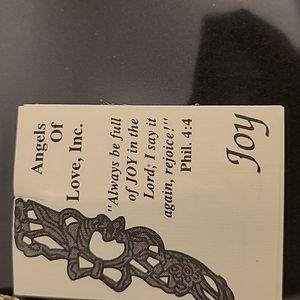 Angels
Of
Love, Inc.
"Always be full
of JOY in the
Lord; I say it
again, rejoice!"
Phil. 4:4
Joy